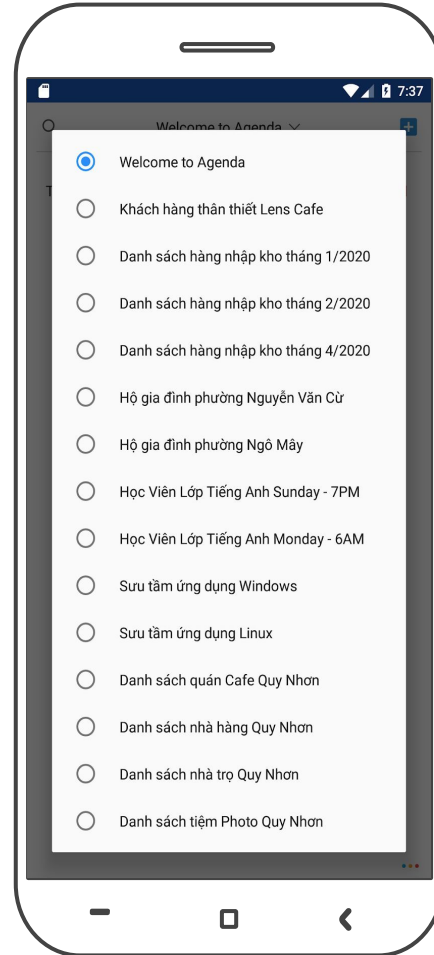 7:37
Welcome to Agenda
Welcome to Agenda
Khách hàng thân thiết Lens Cafe
Danh sách hàng nhập kho tháng 1/2020
Danh sách hàng nhập kho tháng 2/2020
Danh sách hàng nhập kho tháng 4/2020
Hộ gia đình phường Nguyễn Văn Cừ
Hộ gia đình phường Ngô Mây
Học Viên Lớp Tiếng Anh Sunday - 7PM
Học Viên Lớp Tiếng Anh Monday - 6AM
Sưu tầm ứng dụng Windows
Sưu tầm ứng dụng Linux
Danh sách quán Cafe Quy Nhơn
Danh sách nhà hàng Quy Nhơn
Danh sách nhà trọ Quy Nhơn
Danh sách tiệm Photo Quy Nhơn